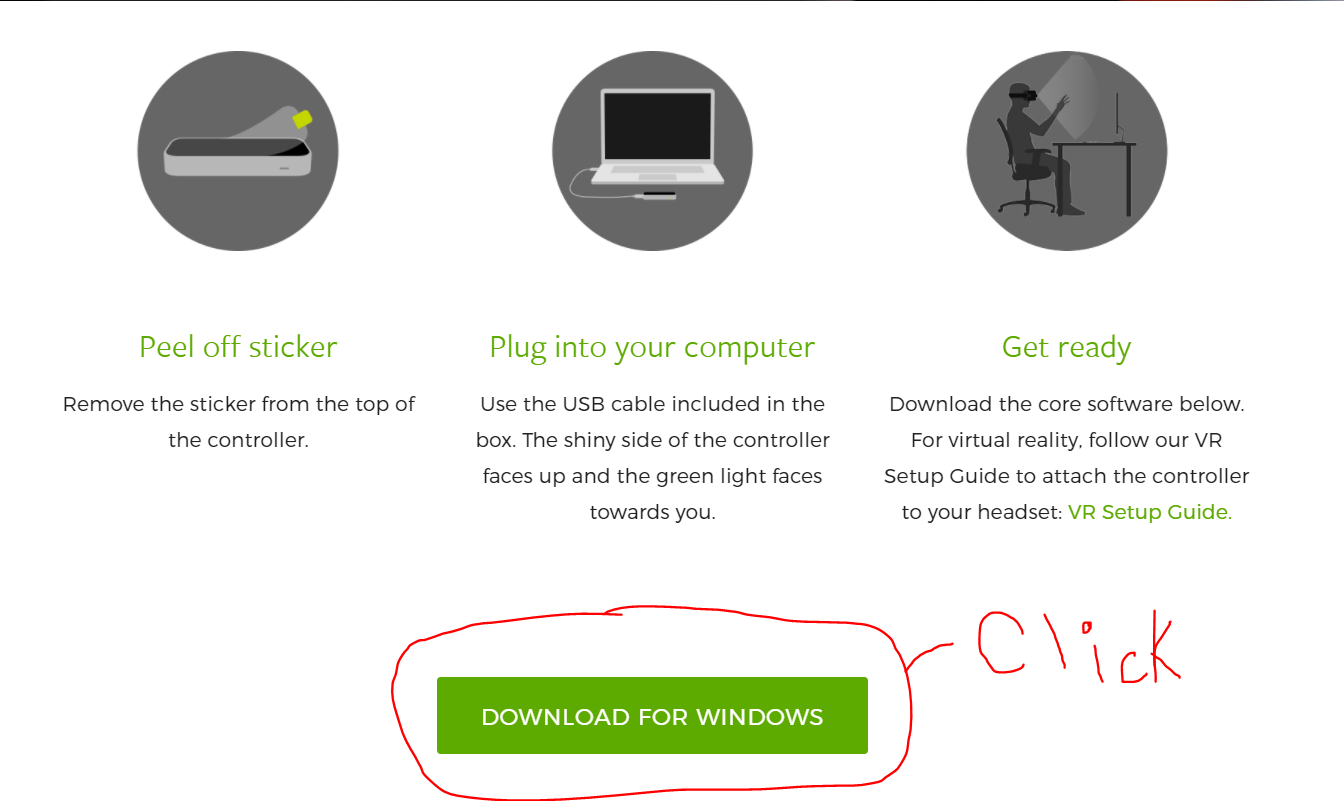 Peel off sticker
Remove the sticker from the top of
the controller.
Plug into your computer
Use the USB cable included in the
box. The shiny side of the controller
faces up and the green light faces
towards you.
Get ready
Download the core software below.
For virtual reality, follow our VR
Setup Guide to attach the controller
to your headset: VR Setup Guide.
DOWNLOAD FOR WINDOWS
Click